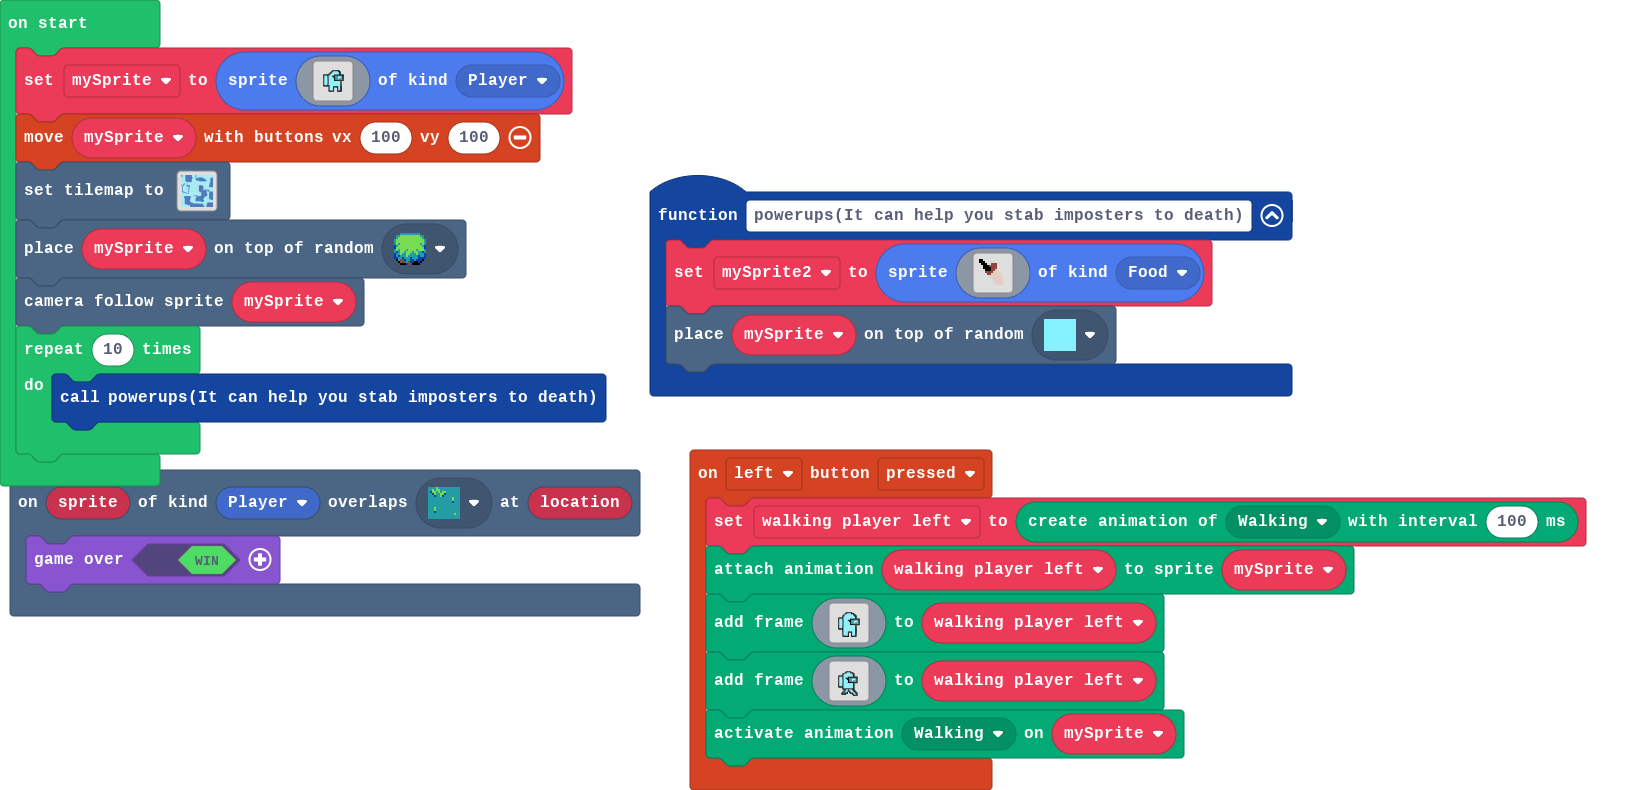 on start
set mySprite to sprite of kind Player
move mySprite with buttons vx 100 vy 100
set tilemap to
place mySprite on top of random
camera follow sprite mySprite
repeat 10 times
do call powerups(It can help you stab imposters to death)
on sprite of kind Player overlaps at location
game over WIN
function powerups(It can help you stab imposters to death)
set mySprite2 to sprite of kind Food
place mySprite on top of random
on left button pressed
set walking player left to create animation of Walking with interval 100 ms
attach animation walking player left to sprite mySprite
add frame to walking player left
add frame to walking player left
activate animation Walking on mySprite